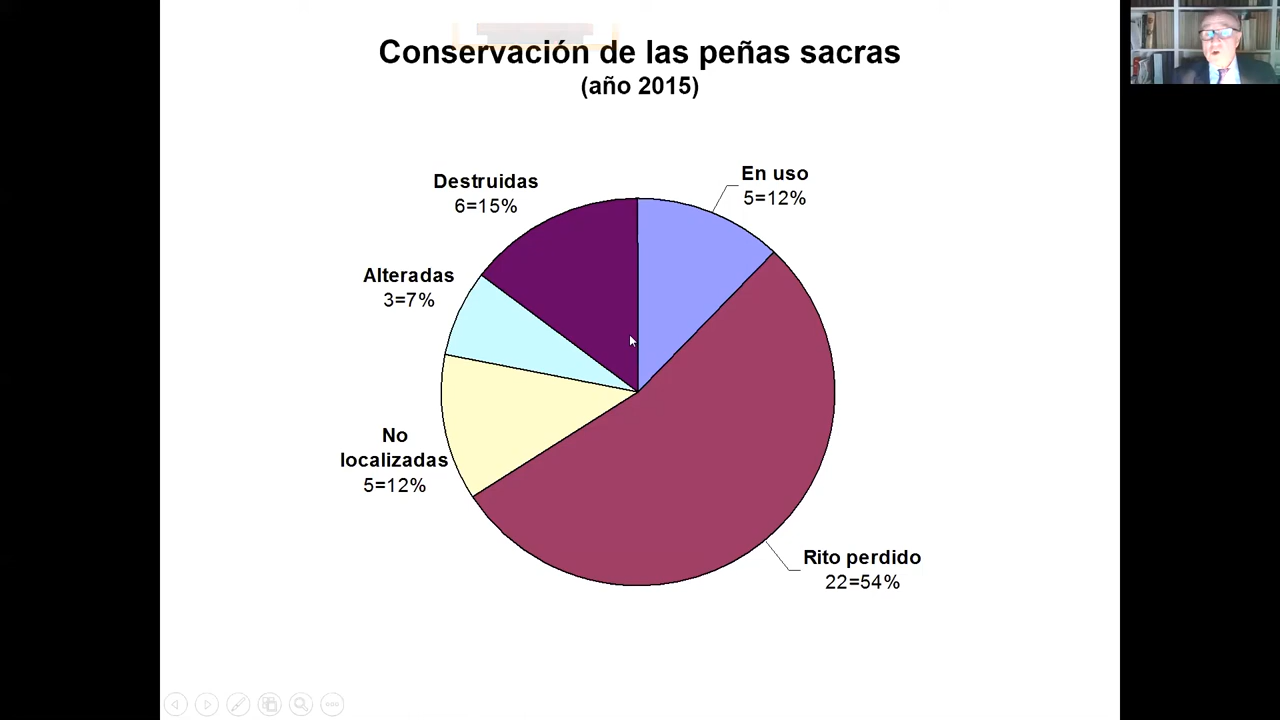 Conservación de las peñas sacras
(año 2015)
Destruidas
6=15%
En uso
5=12%
Alteradas
3=7%
No
localizadas
5=12%
Rito perdido
22=54%